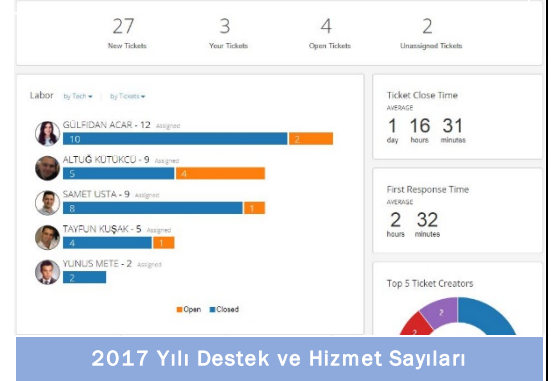 27
3
4
2
New Tickets
Your Tickets
Open Tickets
Unassigned Tickets
Labor by Tech by Tickets
GÜLFİDAN ACAR - 12 Assigned
10 2
ALTUĞ KÜTÜKCÜ - 9 Assigned
5 4
SAMET USTA - 9 Assigned
8 1
TAYFUN KUŞAK - 5 Assigned
4 1
YUNUS METE - 2 Assigned
2
Open Closed
Ticket Close Time
AVERAGE
1 16 31
day hours minutes
First Response Time
AVERAGE
2 32
hours minutes
Top 5 Ticket Creators
2
2
2017 Yılı Destek ve Hizmet Sayıları